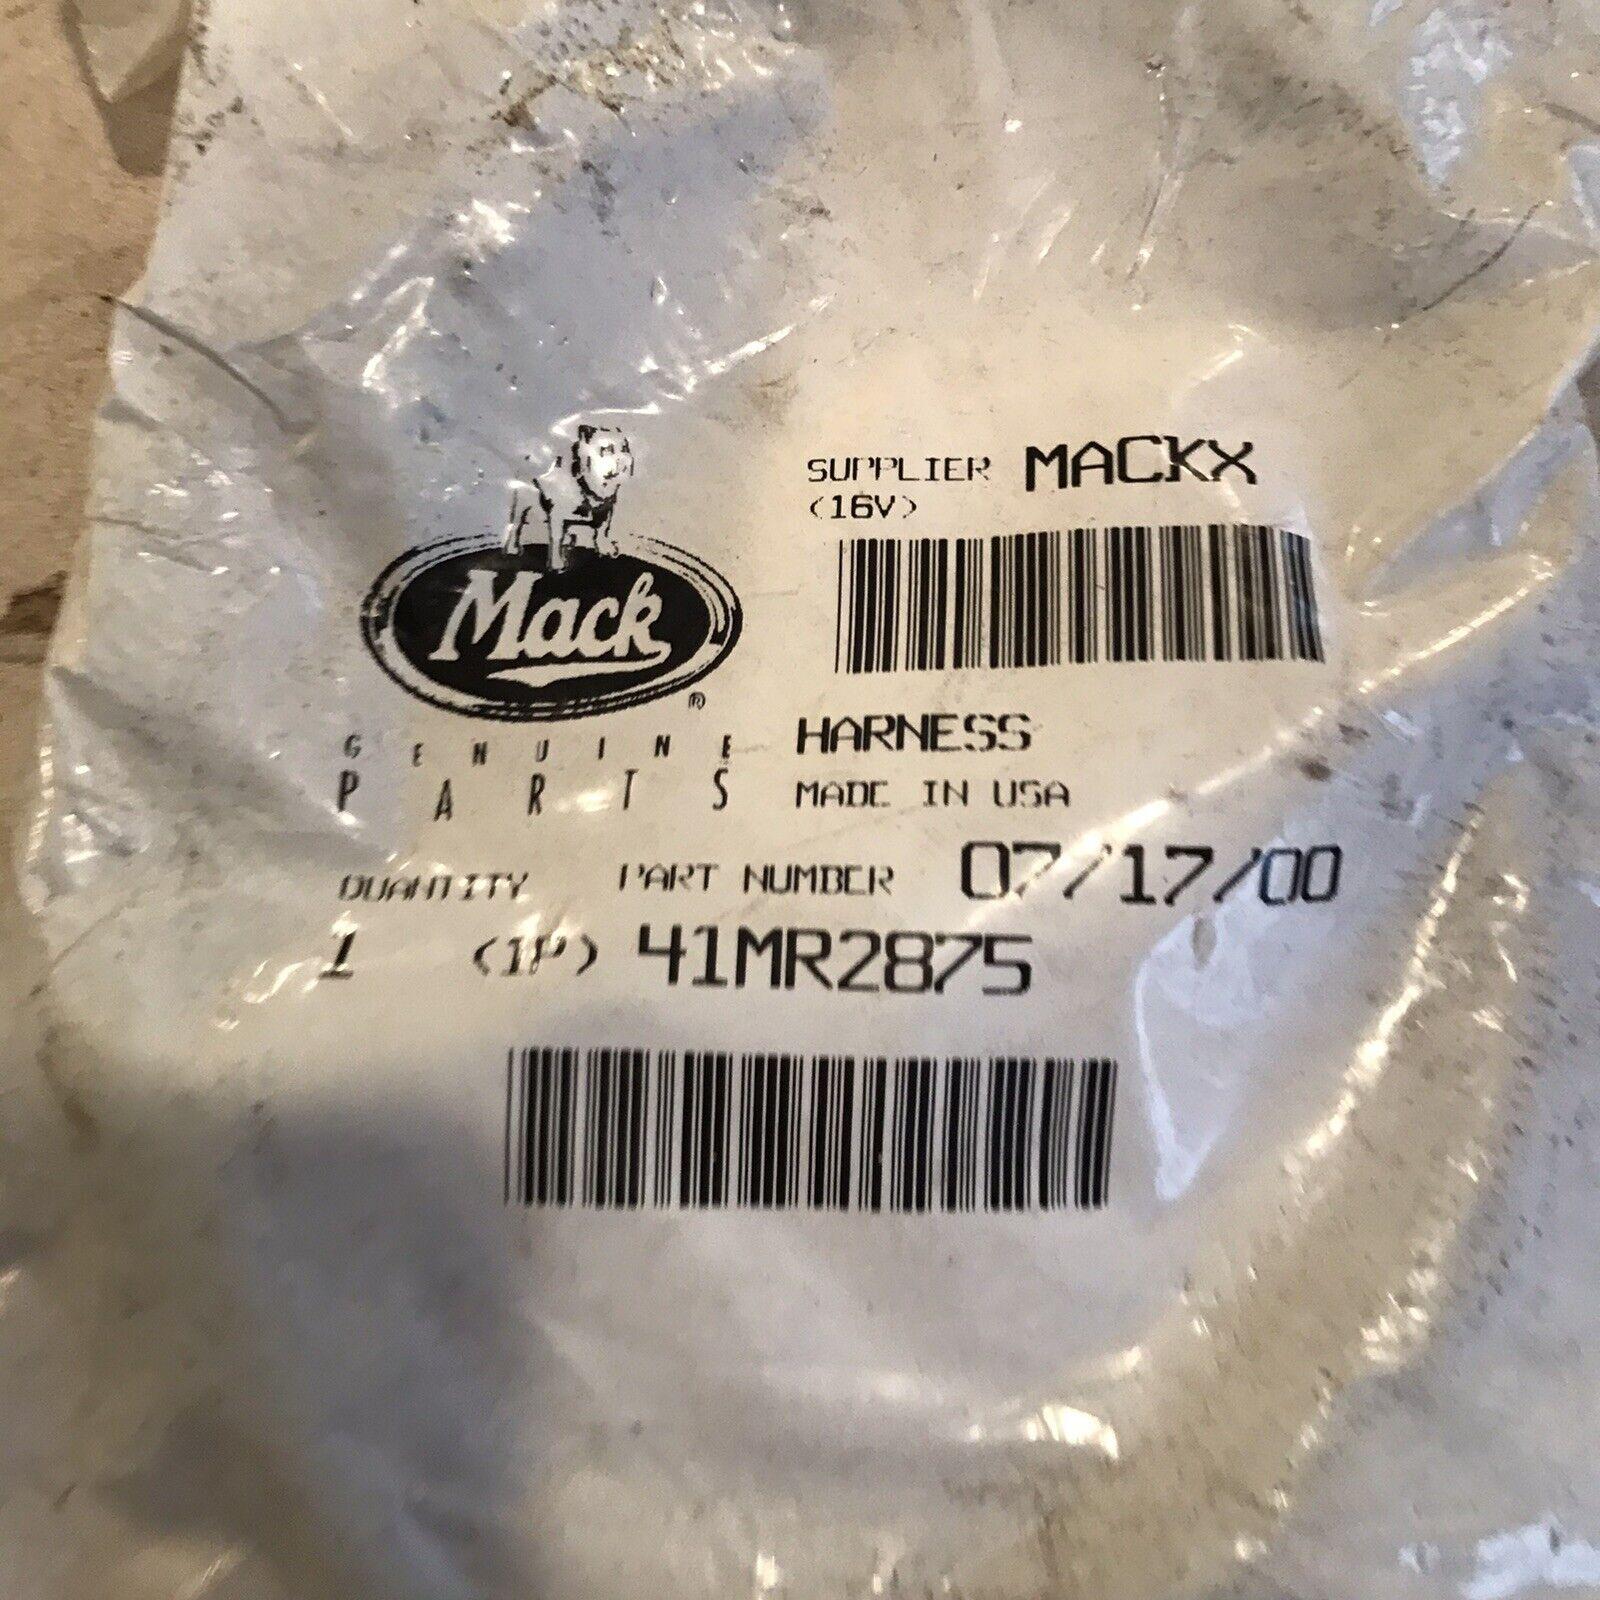 SUPPLIER MACKX
(16V)
Mack
®
GENUINE
PARTS
HARNESS
MADE IN USA
QUANTITY PART NUMBER 07/17/00
1 (1P) 41MR2875